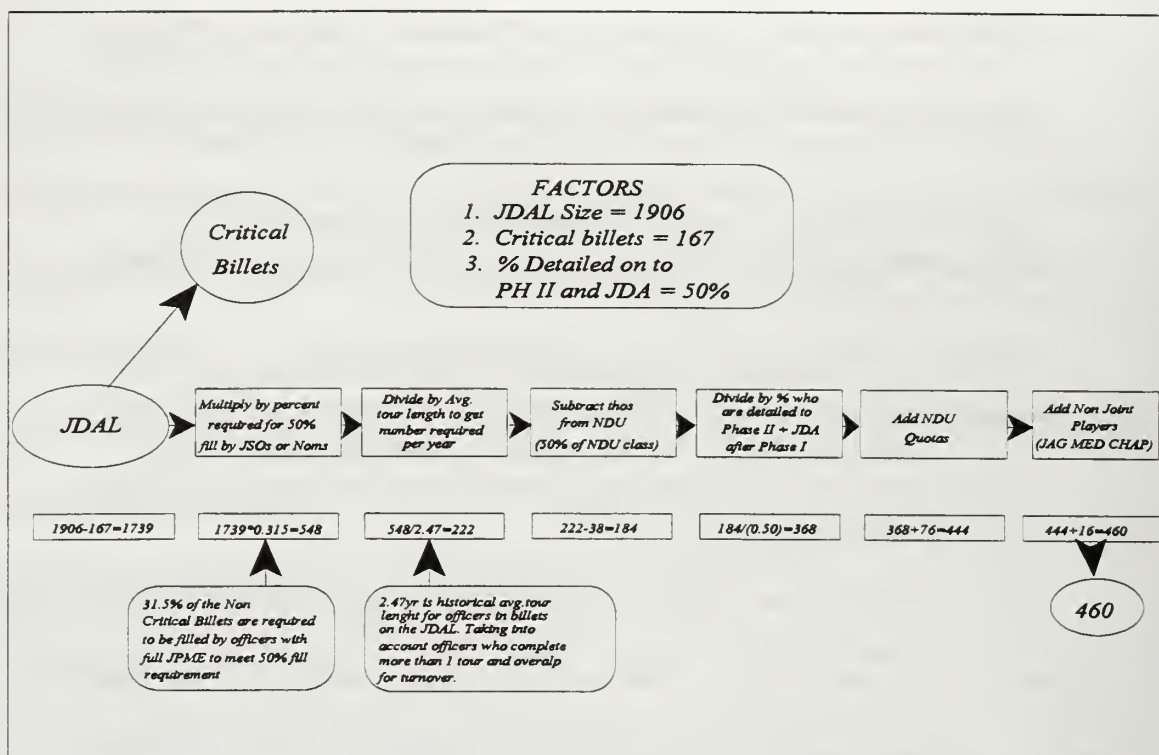 FACTORS
1. JDAL Size = 1906
2. Critical billets = 167
3. % Detailed on to
PH II and JDA = 50%
Critical
Billets
JDAL
Multiply by percent
required for 50%
fill by JSOs or Noms
Divide by Avg.
tour length to get
number required
per year
Subtract thos
from NDU
(50% of NDU class)
Divide by % who
are detailed to
Phase II + JDA
after Phase I
Add NDU
Quotas
Add Non Joint
Players
(JAG MED CHAP)
1906-167=1739
1739*0.315=548
548/2.47=222
222-38=184
184/(0.50)=368
368+76=444
444+16=460
31.5% of the Non
Critical Billets are required
to be filled by officers with
full JPME to meet 50% fill
requirement
2.47yr is historical avg.tour
lenght for officers in billets
on the JDAL. Taking into
account officers who complete
more than 1 tour and overalp
for turnover.
460